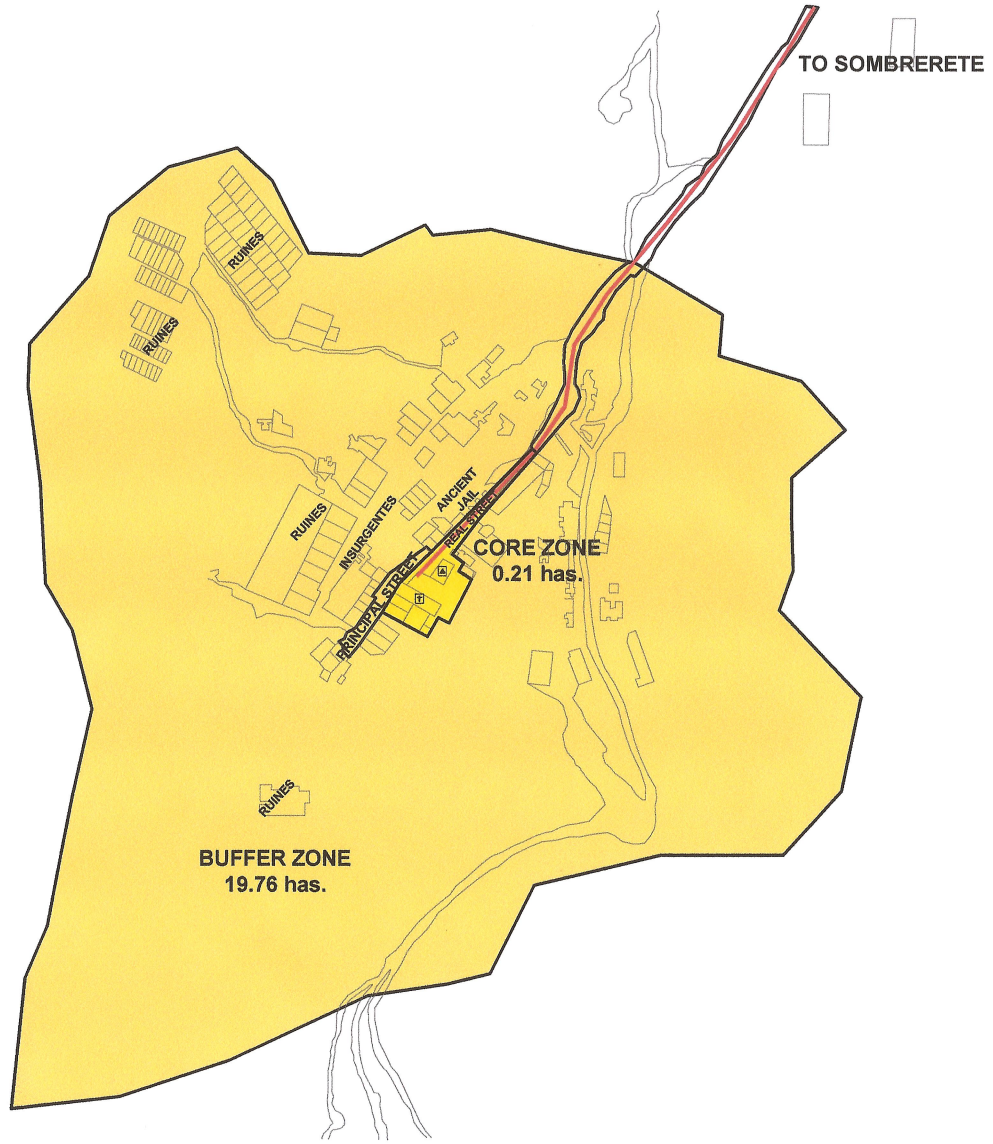 TO SOMBRERETE
RUINES
RUINES
RUINES
INSURGENTES
ANCIENT
JAIL
REAL STREET
PRINCIPAL STREET
CORE ZONE
0.21 has.
RUINES
BUFFER ZONE
19.76 has.